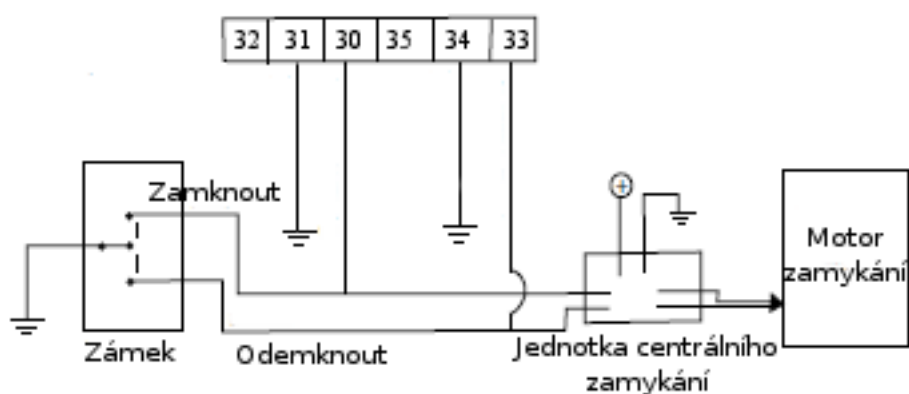 32 31 30 35 34 33
Zamknout
Motor
zamykání
Zámek
Odemknout
Jednotka centrálního
zamykání